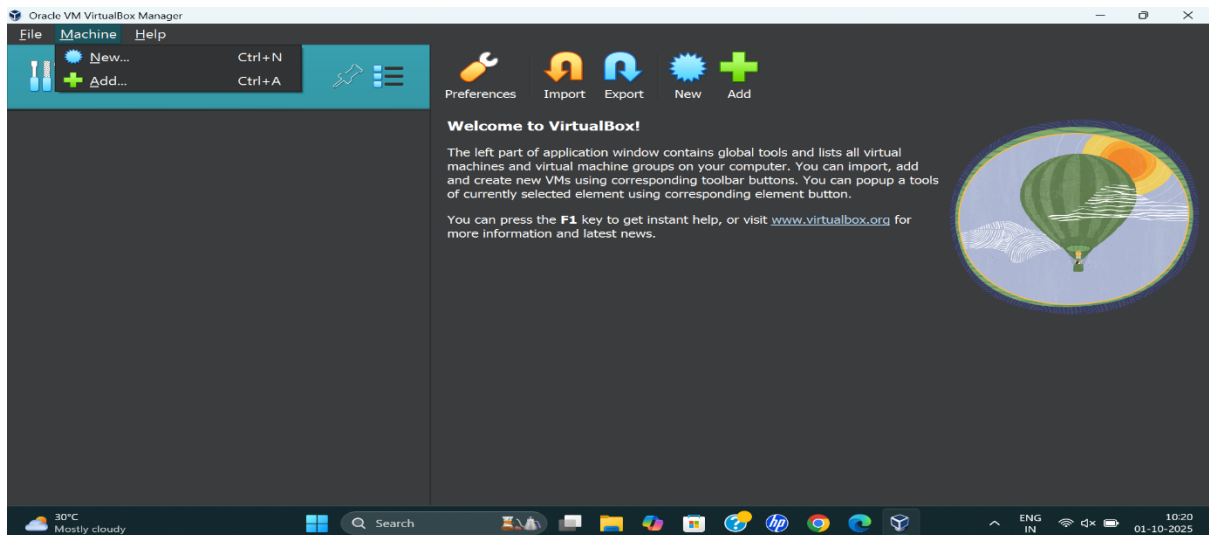 Oracle VM VirtualBox Manager
File Machine Help
New... Ctrl+N
Add... Ctrl+A
Preferences Import Export New Add
Welcome to VirtualBox!
The left part of application window contains global tools and lists all virtual
machines and virtual machine groups on your computer. You can import, add
and create new VMs using corresponding toolbar buttons. You can popup a tools
of currently selected element using corresponding element button.
You can press the F1 key to get instant help, or visit www.virtualbox.org for
more information and latest news.
30°C
Mostly cloudy
Search
hp
ENG
IN
10:20
01-10-2025